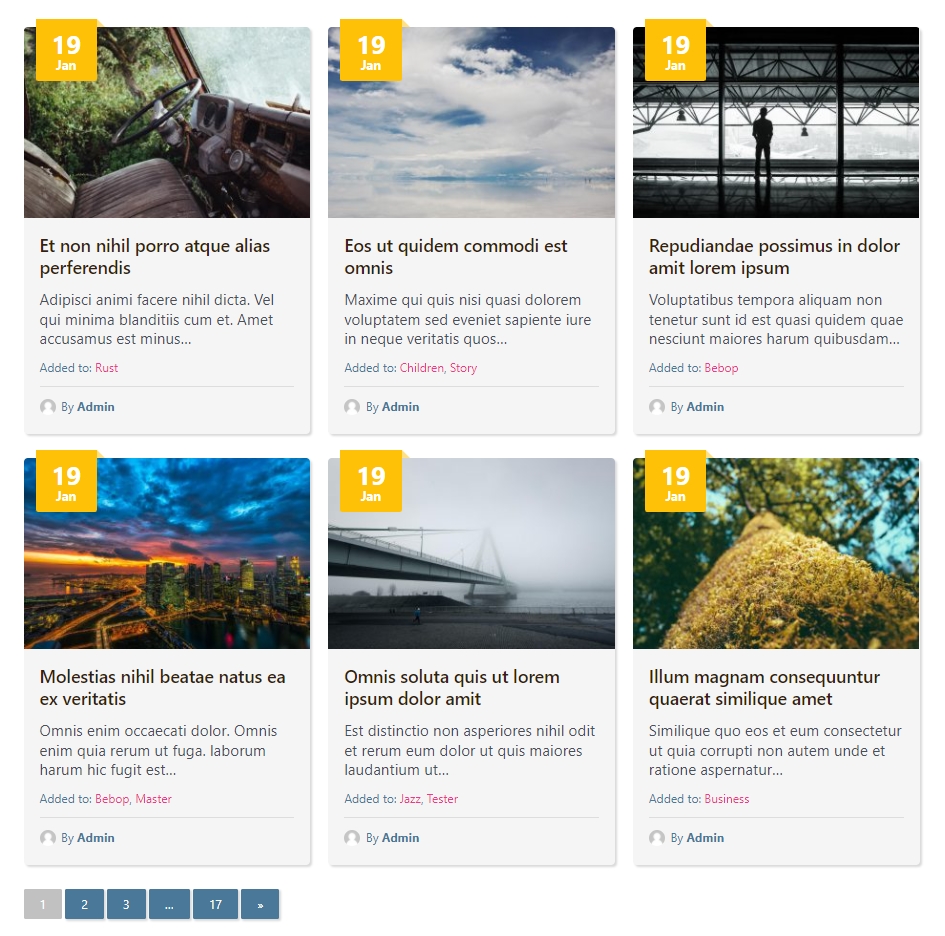 19
Jan
Et non nihil porro atque alias
perferendis
Adipisci animi facere nihil dicta. Vel
qui minima blanditiis cum et. Amet
accusamus est minus...
Added to: Rust
By Admin
19
Jan
Eos ut quidem commodi est
omnis
Maxime qui quis nisi quasi dolorem
voluptatem sed eveniet sapiente iure
in neque veritatis quos...
Added to: Children, Story
By Admin
19
Jan
Repudiandae possimus in dolor
amit lorem ipsum
Voluptatibus tempora aliquam non
tenetur sunt id est quasi quidem quae
nesciunt maiores harum quibusdam...
Added to: Bebop
By Admin
19
Jan
Molestias nihil beatae natus ea
ex veritatis
Omnis enim occaecati dolor. Omnis
enim quia rerum ut fuga. laborum
harum hic fugit est...
Added to: Bebop, Master
By Admin
19
Jan
Omnis soluta quis ut lorem
ipsum dolor amit
Est distinctio non asperiores nihil odit
et rerum eum dolor ut quis maiores
laudantium ut...
Added to: Jazz, Tester
By Admin
19
Jan
Illum magnam consequuntur
quaerat similique amet
Similique quo eos et eum consectetur
ut quia corrupti non autem unde et
ratione aspernatur...
Added to: Business
By Admin
1 2 3 ... 17 »